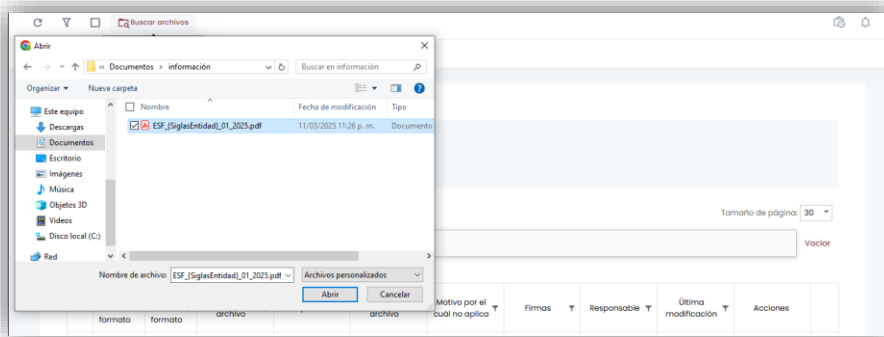 Buscar archivos
Abrir
« Documentos › información
Buscar en información
Organizar
Nueva carpeta
Nombre
Fecha de modificación
Tipo
Este equipo
ESF_{SiglasEntidad}_01_2025.pdf
11/03/2025 11:26 p. m.
Documento
Descargas
Documentos
Escritorio
Imágenes
Música
Objetos 3D
Videos
Disco local (C:)
Red
Tamaño de página: 30
Vaciar
Nombre de archivo:
ESF_{SiglasEntidad}_01_2025.pdf
Archivos personalizados
Abrir
Cancelar
formato
formato
archivo
archivo
Motivo por el
cuál no aplica
Firmas
Responsable
Última
modificación
Acciones